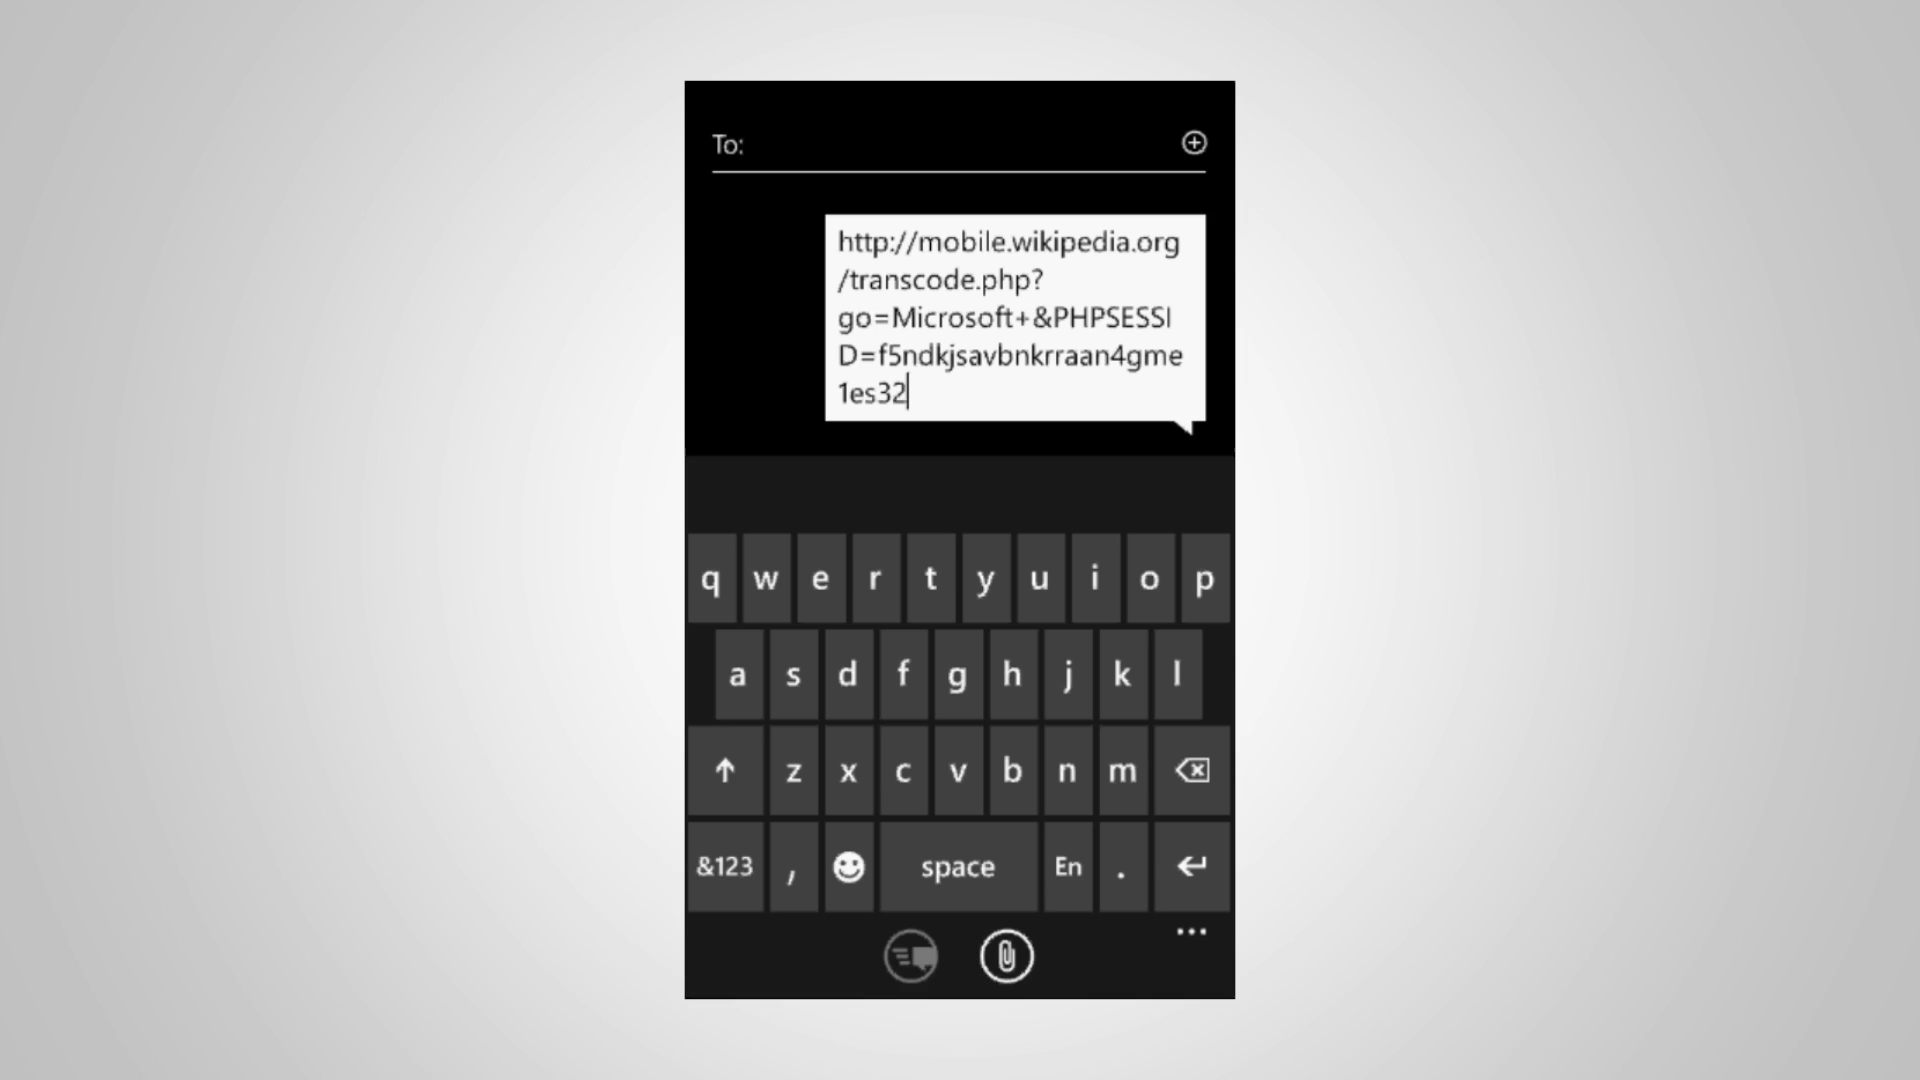 To:
http://mobile.wikipedia.org
/transcode.php?
go=Microsoft+&PHPSESSI
D=f5ndkjsavbnkrraan4gme
1es32
q w e r t y u i o p
a s d f g h j k l
z x c v b n m
&123 , space En .